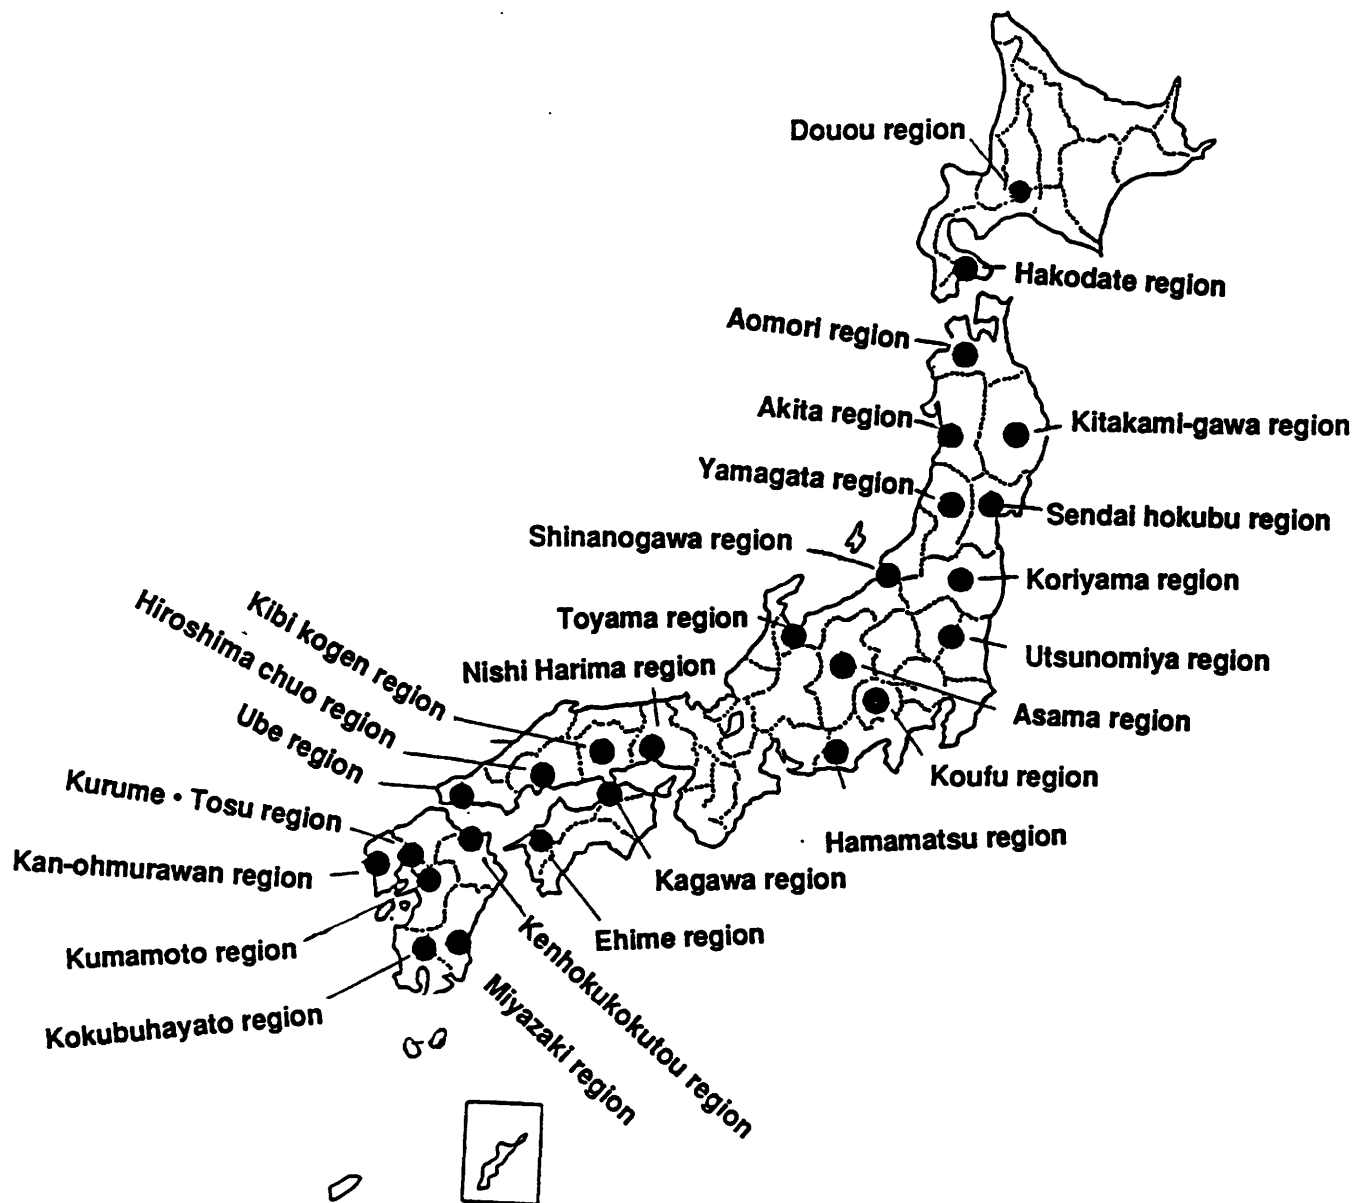 Douou region
Hakodate region
Aomori region
Akita region
Kitakami-gawa region
Yamagata region
Sendai hokubu region
Shinanogawa region
Koriyama region
Toyama region
Utsunomiya region
Kibi kogen region
Hiroshima chuo region
Nishi Harima region
Asama region
Ube region
Koufu region
Kurume • Tosu region
Hamamatsu region
Kan-ohmurawan region
Kagawa region
Kumamoto region
Ehime region
Kenhokukokutou region
Kokubuhayato region
Miyazaki region